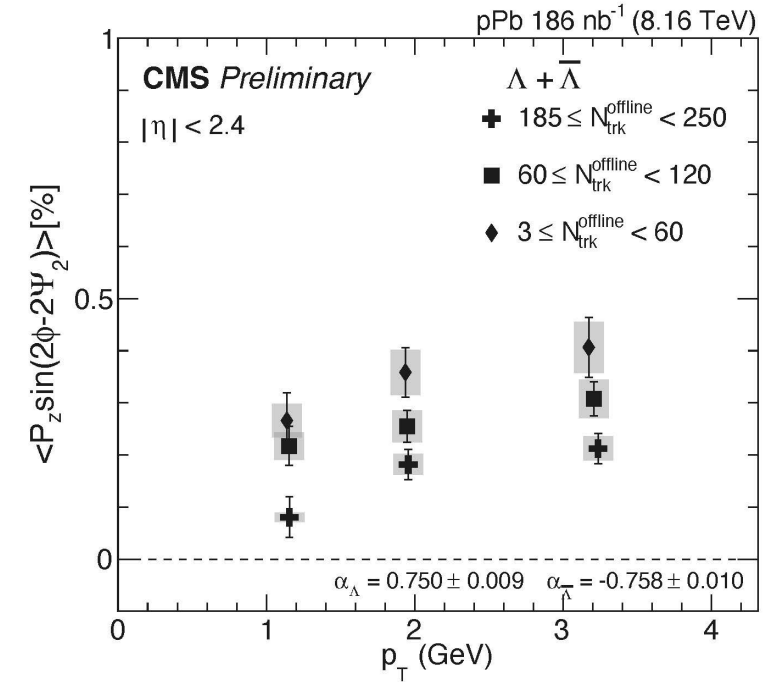 pPb 186 nb⁻¹ (8.16 TeV)
CMS Preliminary
|η| < 2.4
Λ + Λ̅
185 ≤ N_trk^offline < 250
60 ≤ N_trk^offline < 120
3 ≤ N_trk^offline < 60
<P_z sin(2ϕ-2Ψ_2)>[%]
1
0.5
0
α_Λ = 0.750 ± 0.009 α_Λ̅ = -0.758 ± 0.010
0 1 2 3 4
p_T (GeV)